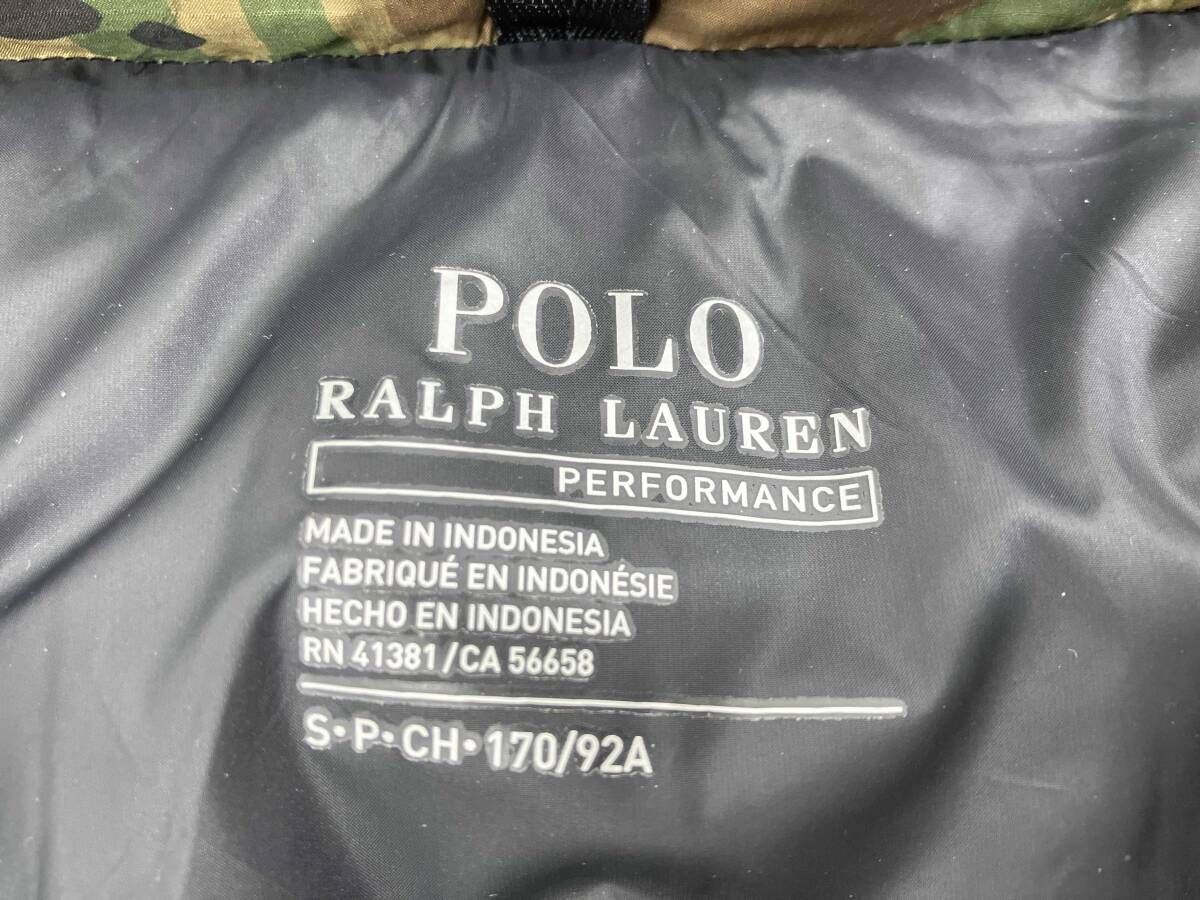 POLO
RALPH LAUREN
PERFORMANCE
MADE IN INDONESIA
FABRIQUÉ EN INDONÉSIE
HECHO EN INDONESIA
RN 41381/CA 56658
S•P•CH•170/92A